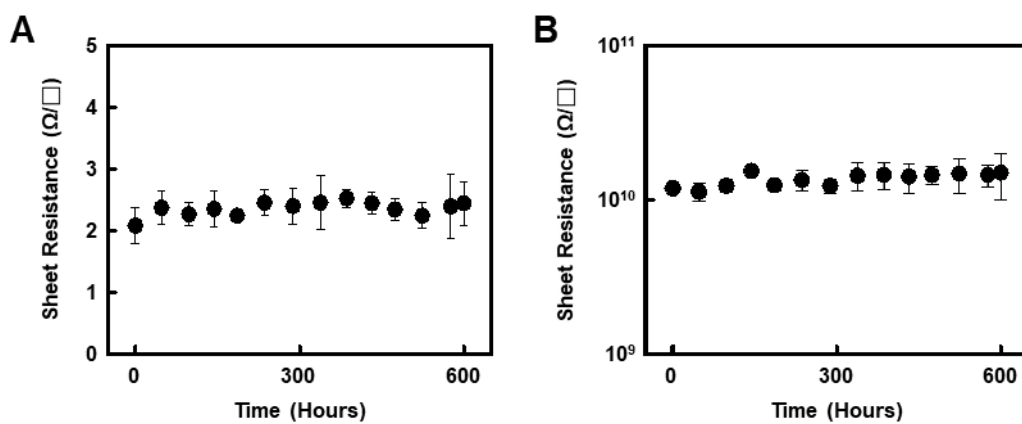 A
Sheet Resistance (Ω/□)
5
4
3
2
1
0
0 300 600
Time (Hours)
B
Sheet Resistance (Ω/□)
10¹¹
10¹⁰
10⁹
0 300 600
Time (Hours)